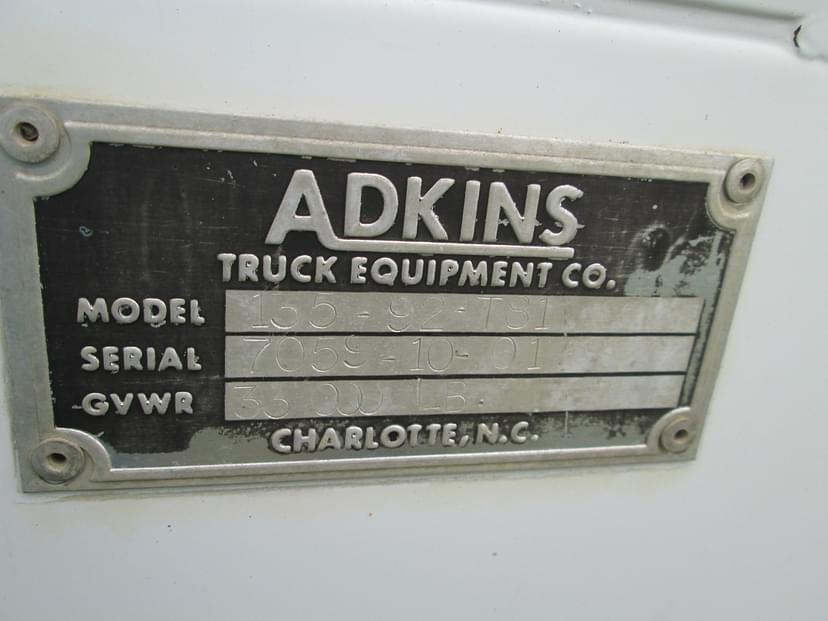 ADKINS
TRUCK EQUIPMENT CO.
MODEL 135-92-T81
SERIAL 7059-10-01
GVWR 33 000 LB.
CHARLOTTE, N.C.